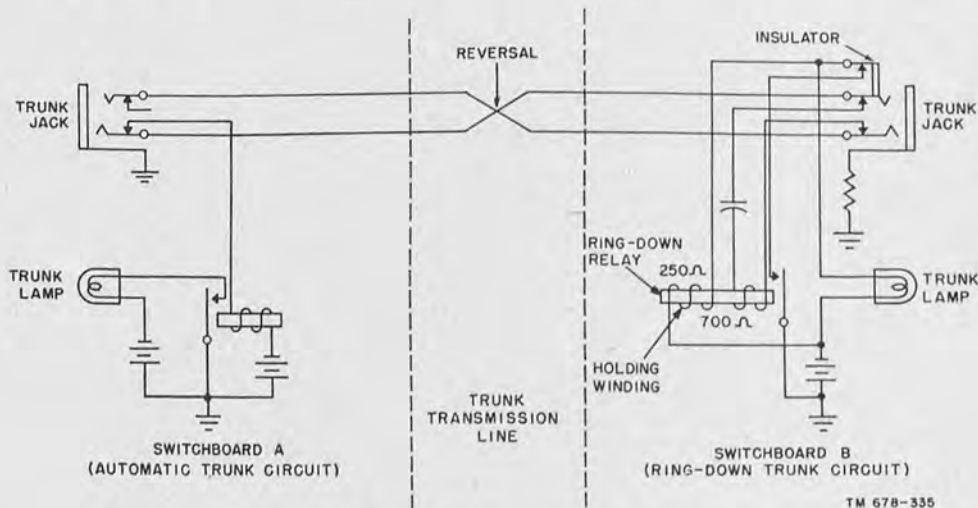 INSULATOR
REVERSAL
TRUNK
JACK
TRUNK
JACK
RING-DOWN
RELAY
250Ω
TRUNK
LAMP
TRUNK
LAMP
700Ω
HOLDING
WINDING
TRUNK
TRANSMISSION
LINE
SWITCHBOARD A
(AUTOMATIC TRUNK CIRCUIT)
SWITCHBOARD B
(RING-DOWN TRUNK CIRCUIT)
TM 678-335